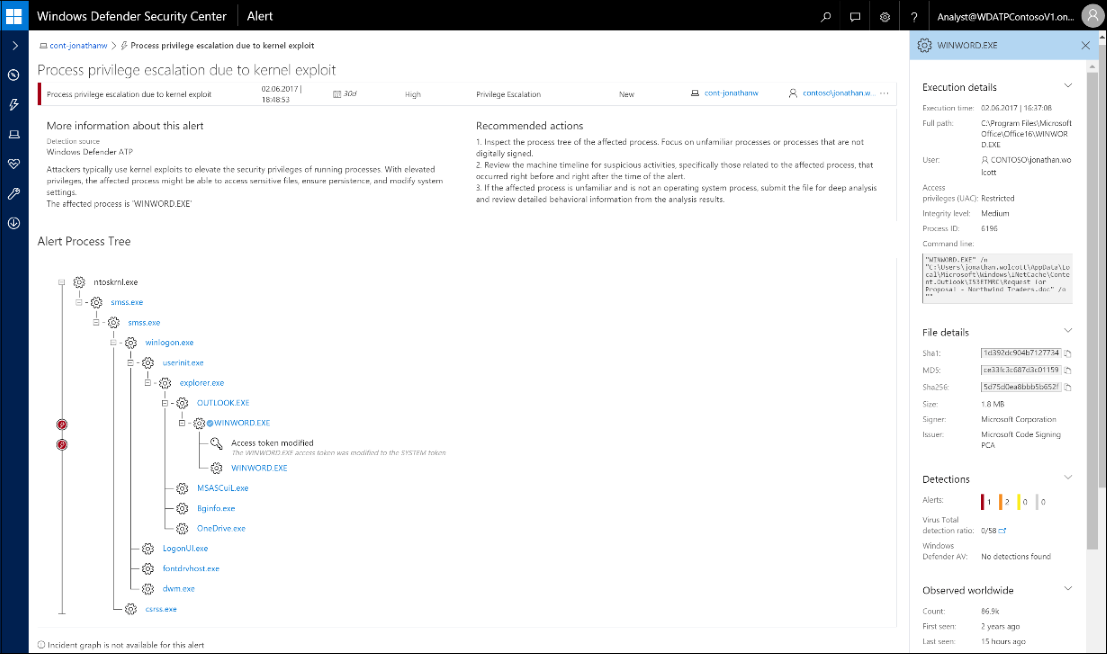 Windows Defender Security Center
Alert
Analyst@WDATPContosoV1.on...
cont-jonathanw
Process privilege escalation due to kernel exploit
Process privilege escalation due to kernel exploit
Process privilege escalation due to kernel exploit
02.06.2017 |
18:48:53
30d
High
Privilege Escalation
New
cont-jonathanw
contoso\jonathan.w...
More information about this alert
Detection source
Windows Defender ATP
Attackers typically use kernel exploits to elevate the security privileges of running processes. With elevated
privileges, the affected process might be able to access sensitive files, ensure persistence, and modify system
settings.
The affected process is 'WINWORD.EXE'
Recommended actions
1. Inspect the process tree of the affected process. Focus on unfamiliar processes or processes that are not
digitally signed.
2. Review the machine timeline for suspicious activities, specifically those related to the affected process, that
occurred right before and right after the time of the alert.
3. If the affected process is unfamiliar and is not an operating system process, submit the file for deep analysis
and review detailed behavioral information from the analysis results.
Alert Process Tree
ntoskrnl.exe
smss.exe
smss.exe
winlogon.exe
userinit.exe
explorer.exe
OUTLOOK.EXE
WINWORD.EXE
Access token modified
The WINWORD.EXE access token was modified to the SYSTEM token
WINWORD.EXE
MSASCuiL.exe
Bginfo.exe
OneDrive.exe
LogonUI.exe
fontdrvhost.exe
dwm.exe
csrss.exe
Incident graph is not available for this alert
WINWORD.EXE
Execution details
Execution time: 02.06.2017 | 16:37:08
Full path: C:\Program Files\Microsoft
Office\Office16\WINWOR
D.EXE
User: CONTOSO\jonathan.wo
lcott
Access
privileges (UAC): Restricted
Integrity level: Medium
Process ID: 6196
Command line:
"WINWORD.EXE" /n
"C:\Users\jonathan.wolcott\AppData\Lo
cal\Microsoft\Windows\INetCache\Conte
Proposal - Northwind Traders.doc" /o
""
File details
Sha1: 1d392dc904b7127734
MD5: ce33fc3c687d3c01159
Sha256: 5d75d0ea8bbb5b652f
Size: 1.8 MB
Signer: Microsoft Corporation
Issuer: Microsoft Code Signing
PCA
Detections
Alerts: 1 2 0 0
Virus Total
detection ratio: 0/58
Windows
Defender AV: No detections found
Observed worldwide
Count: 86.9k
First seen: 2 years ago
Last seen: 15 hours ago